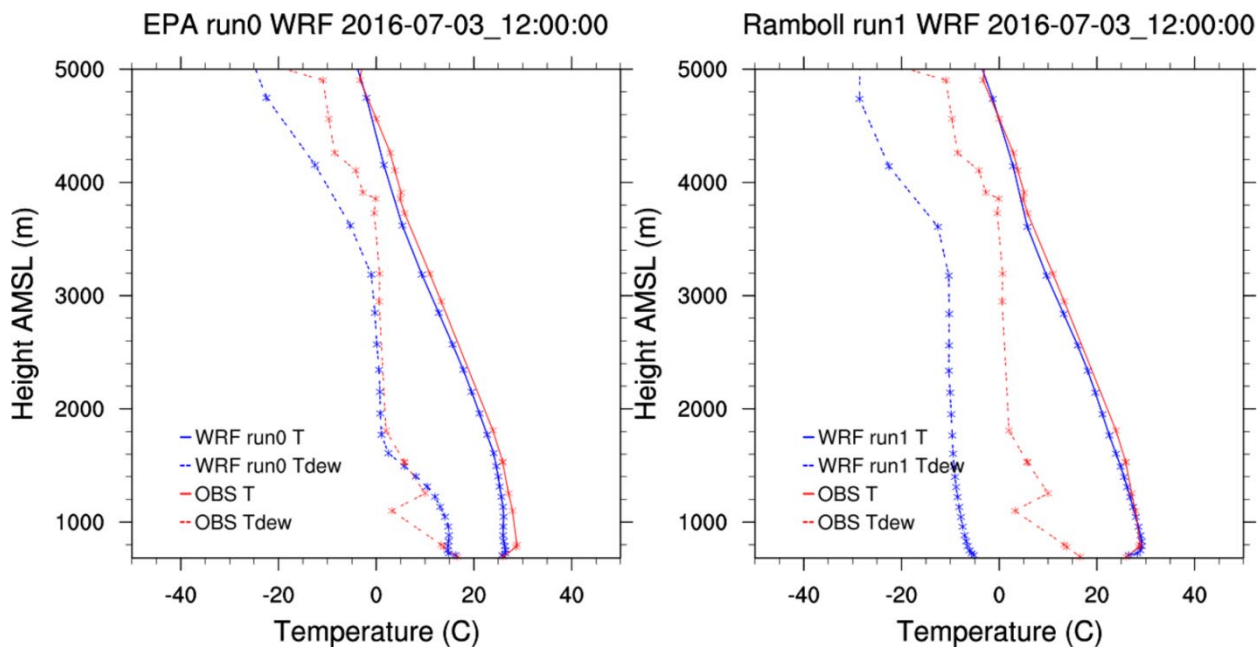 EPA run0 WRF 2016-07-03_12:00:00
5000
4000
3000
2000
1000
Height AMSL (m)
WRF run0 T
WRF run0 Tdew
OBS T
OBS Tdew
-40 -20 0 20 40
Temperature (C)
Ramboll run1 WRF 2016-07-03_12:00:00
5000
4000
3000
2000
1000
Height AMSL (m)
WRF run1 T
WRF run1 Tdew
OBS T
OBS Tdew
-40 -20 0 20 40
Temperature (C)